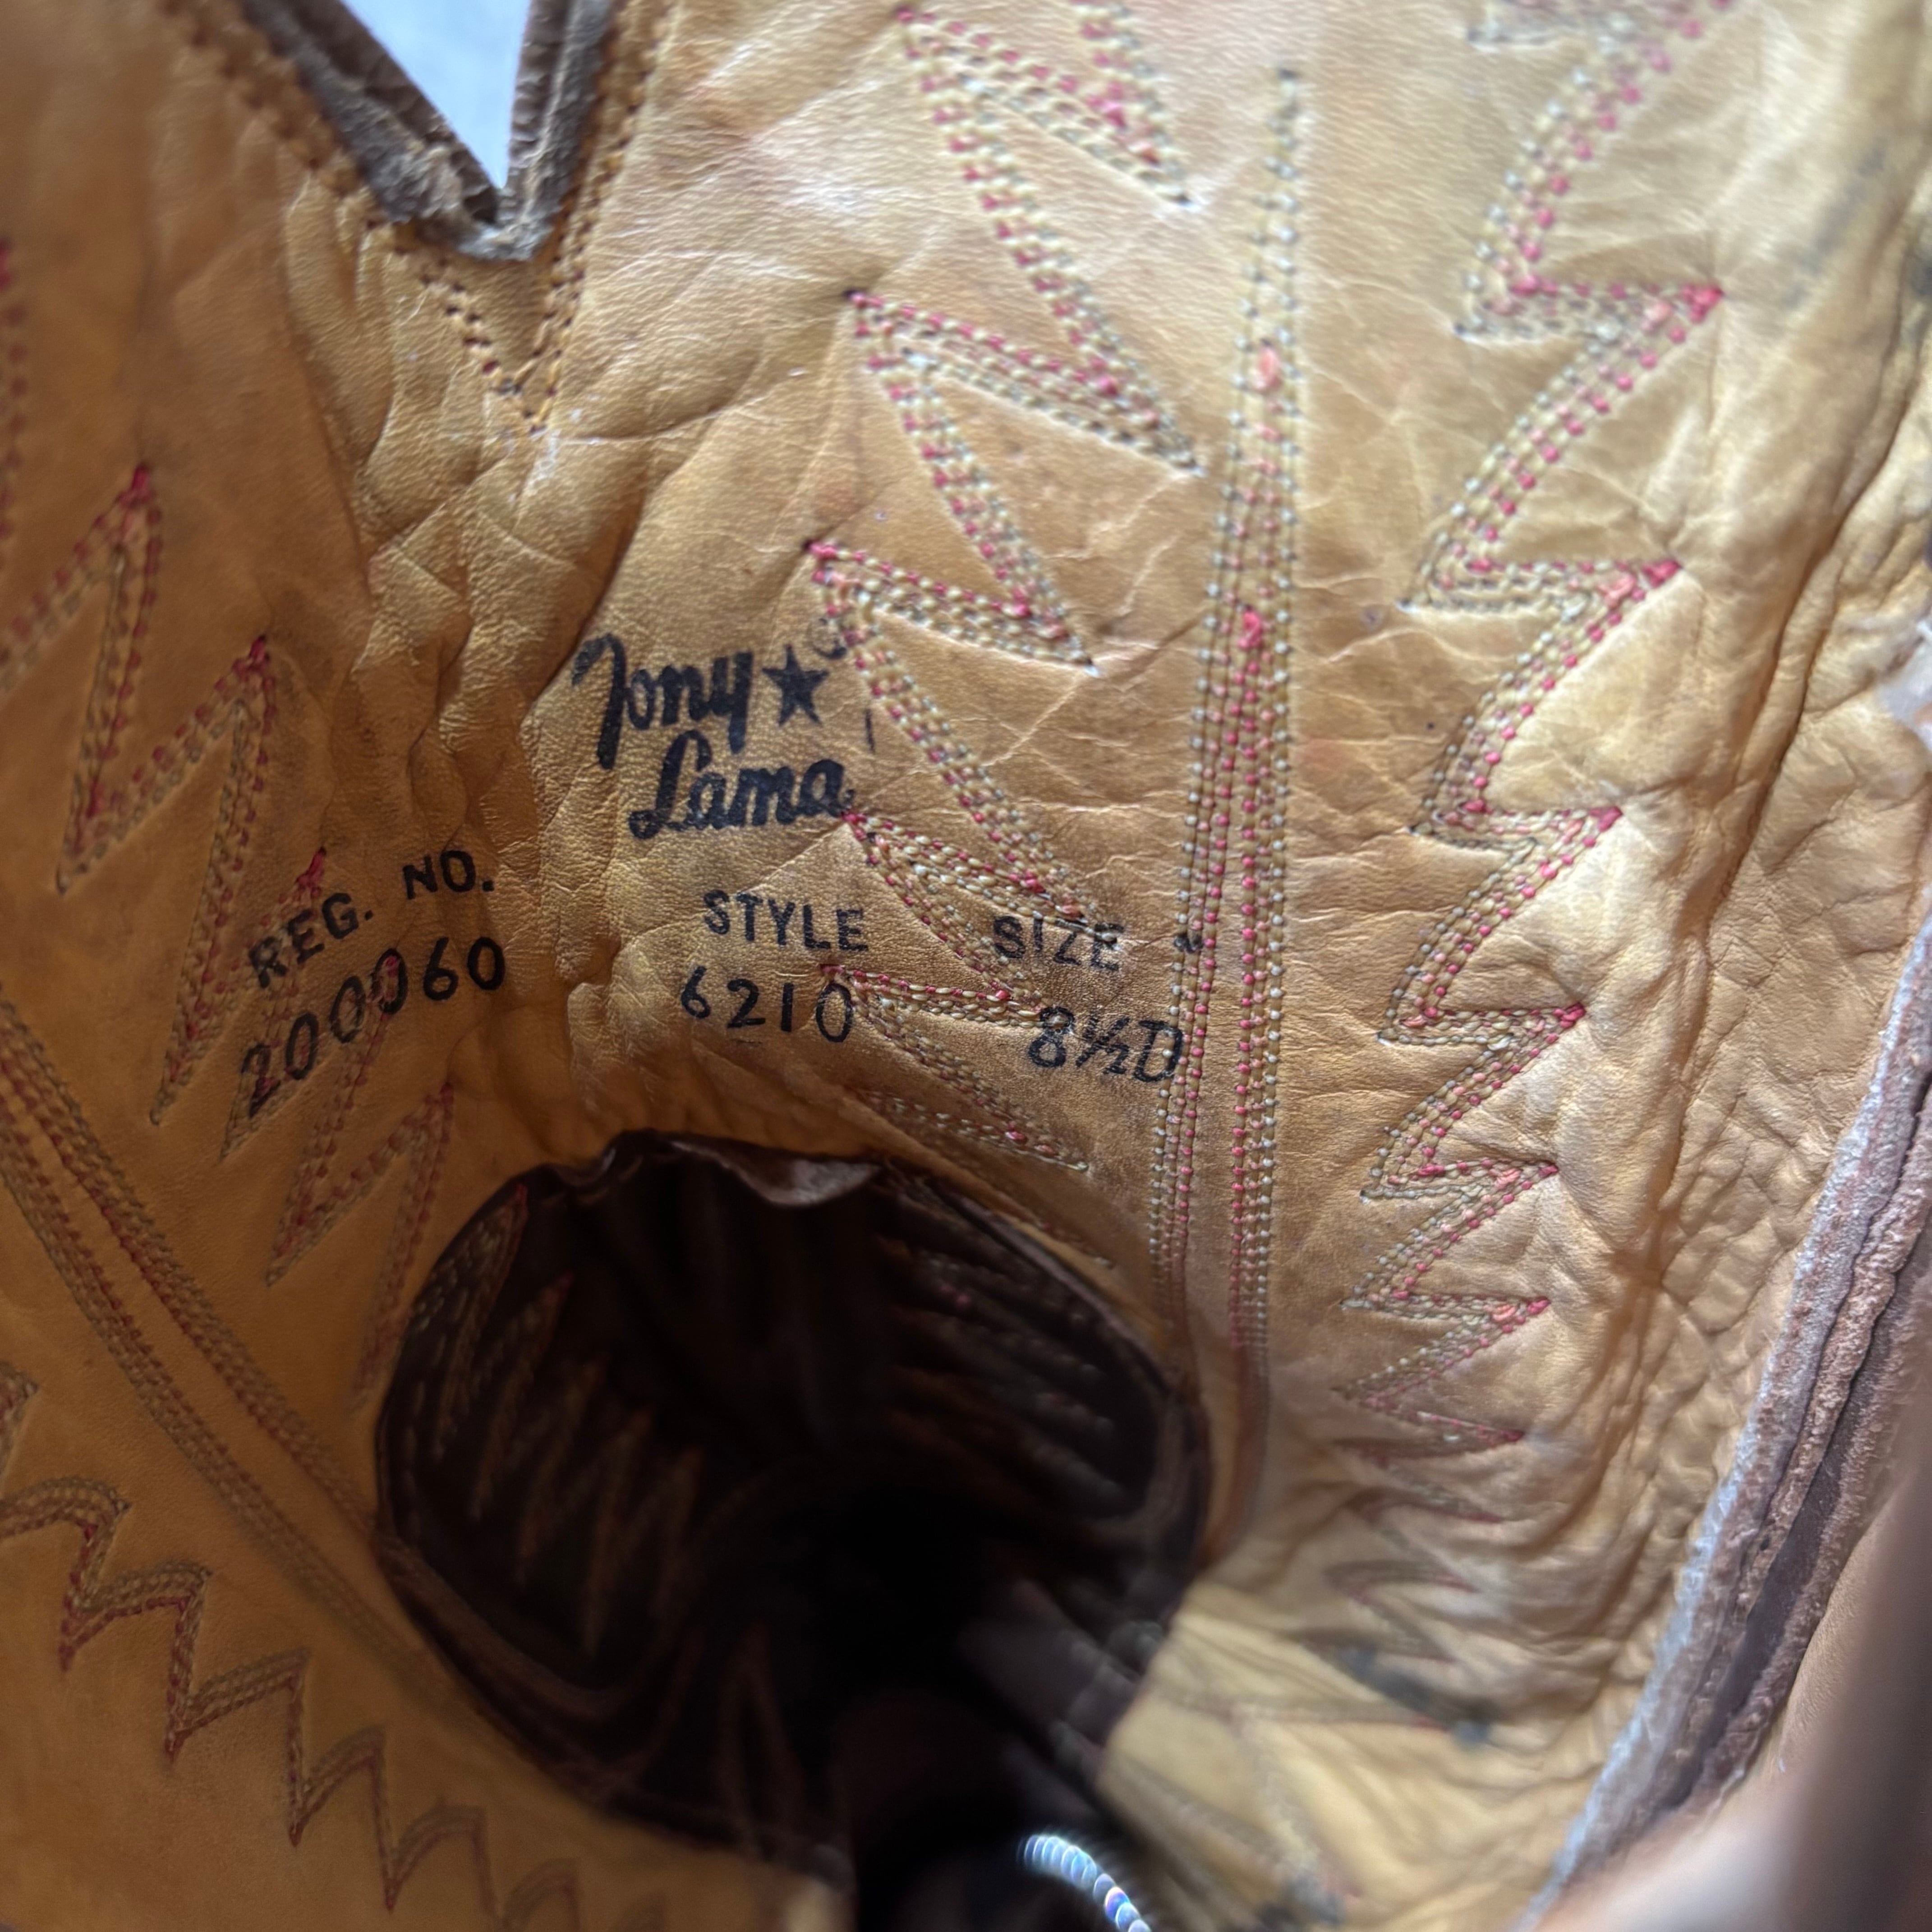 Tony★
Lama
REG. NO.
200060
STYLE
6210
SIZE
8½D